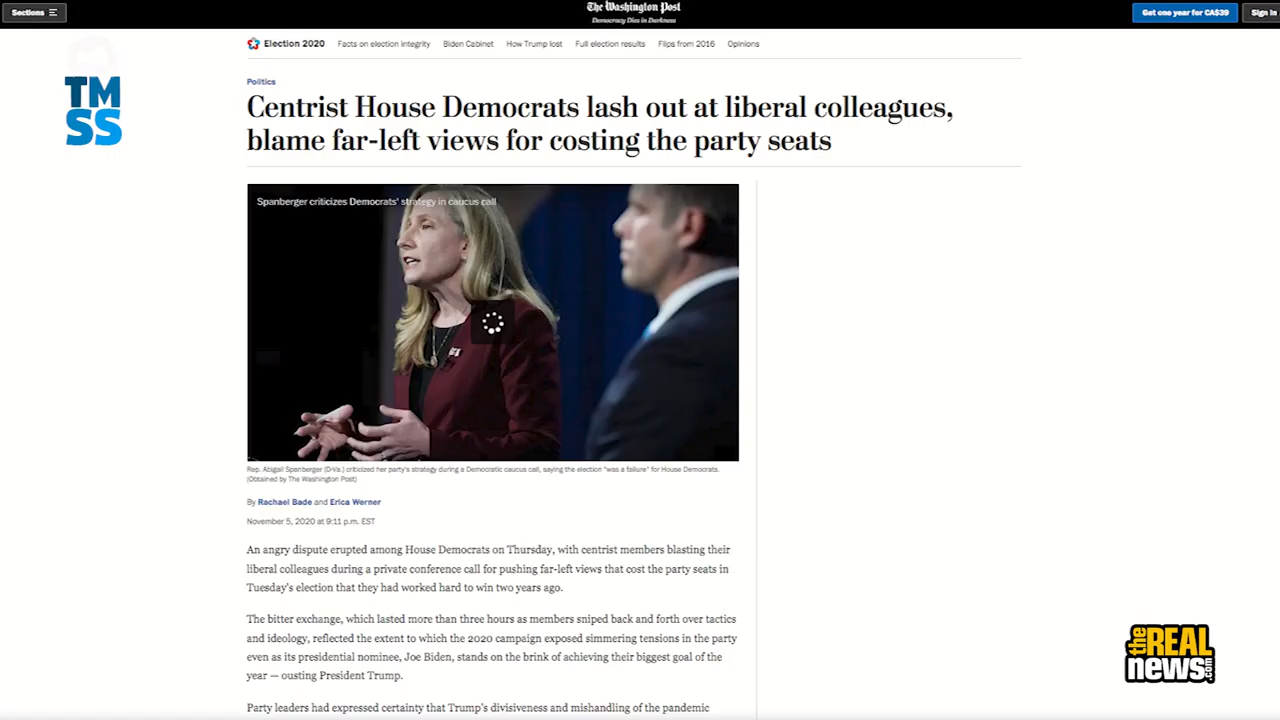 Sections
The Washington Post
Democracy Dies in Darkness
Get one year for CA$39
Sign In
Election 2020
Facts on election integrity
Biden Cabinet
How Trump lost
Full election results
Flips from 2016
Opinions
TM
SS
Politics
Centrist House Democrats lash out at liberal colleagues,
blame far-left views for costing the party seats
Spanberger criticizes Democrats' strategy in caucus call
Rep. Abigail Spanberger (D-Va.) criticized her party's strategy during a Democratic caucus call, saying the election "was a failure" for House Democrats.
(Obtained by The Washington Post)
By Rachael Bade and Erica Werner
November 5, 2020 at 9:11 p.m. EST
An angry dispute erupted among House Democrats on Thursday, with centrist members blasting their
liberal colleagues during a private conference call for pushing far-left views that cost the party seats in
Tuesday's election that they had worked hard to win two years ago.
The bitter exchange, which lasted more than three hours as members sniped back and forth over tactics
and ideology, reflected the extent to which the 2020 campaign exposed simmering tensions in the party
even as its presidential nominee, Joe Biden, stands on the brink of achieving their biggest goal of the
year — ousting President Trump.
Party leaders had expressed certainty that Trump's divisiveness and mishandling of the pandemic
the REAL
news.com